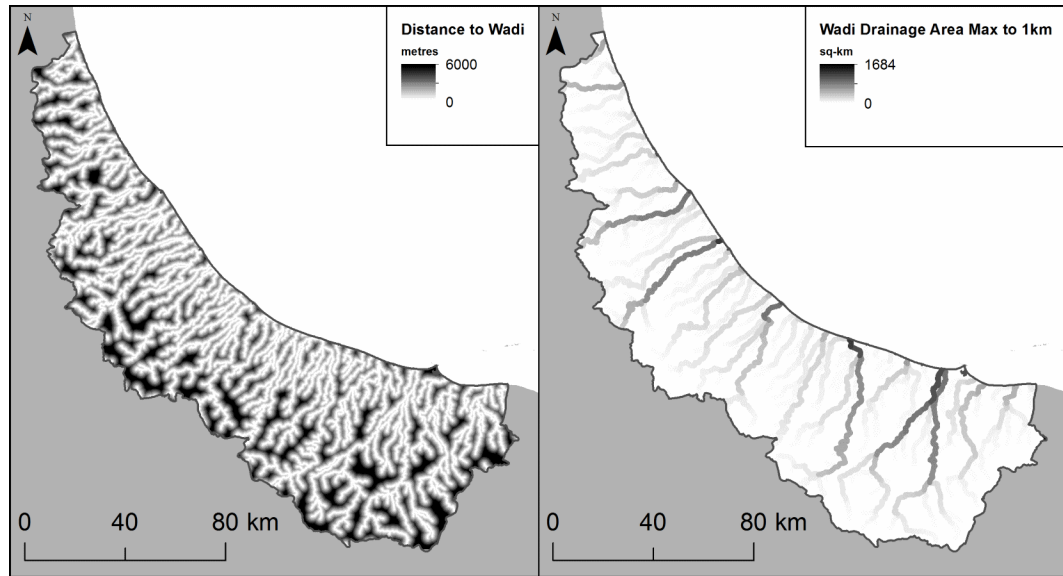 N
Distance to Wadi
metres
6000
0
0 40 80 km
N
Wadi Drainage Area Max to 1km
sq-km
1684
0
0 40 80 km